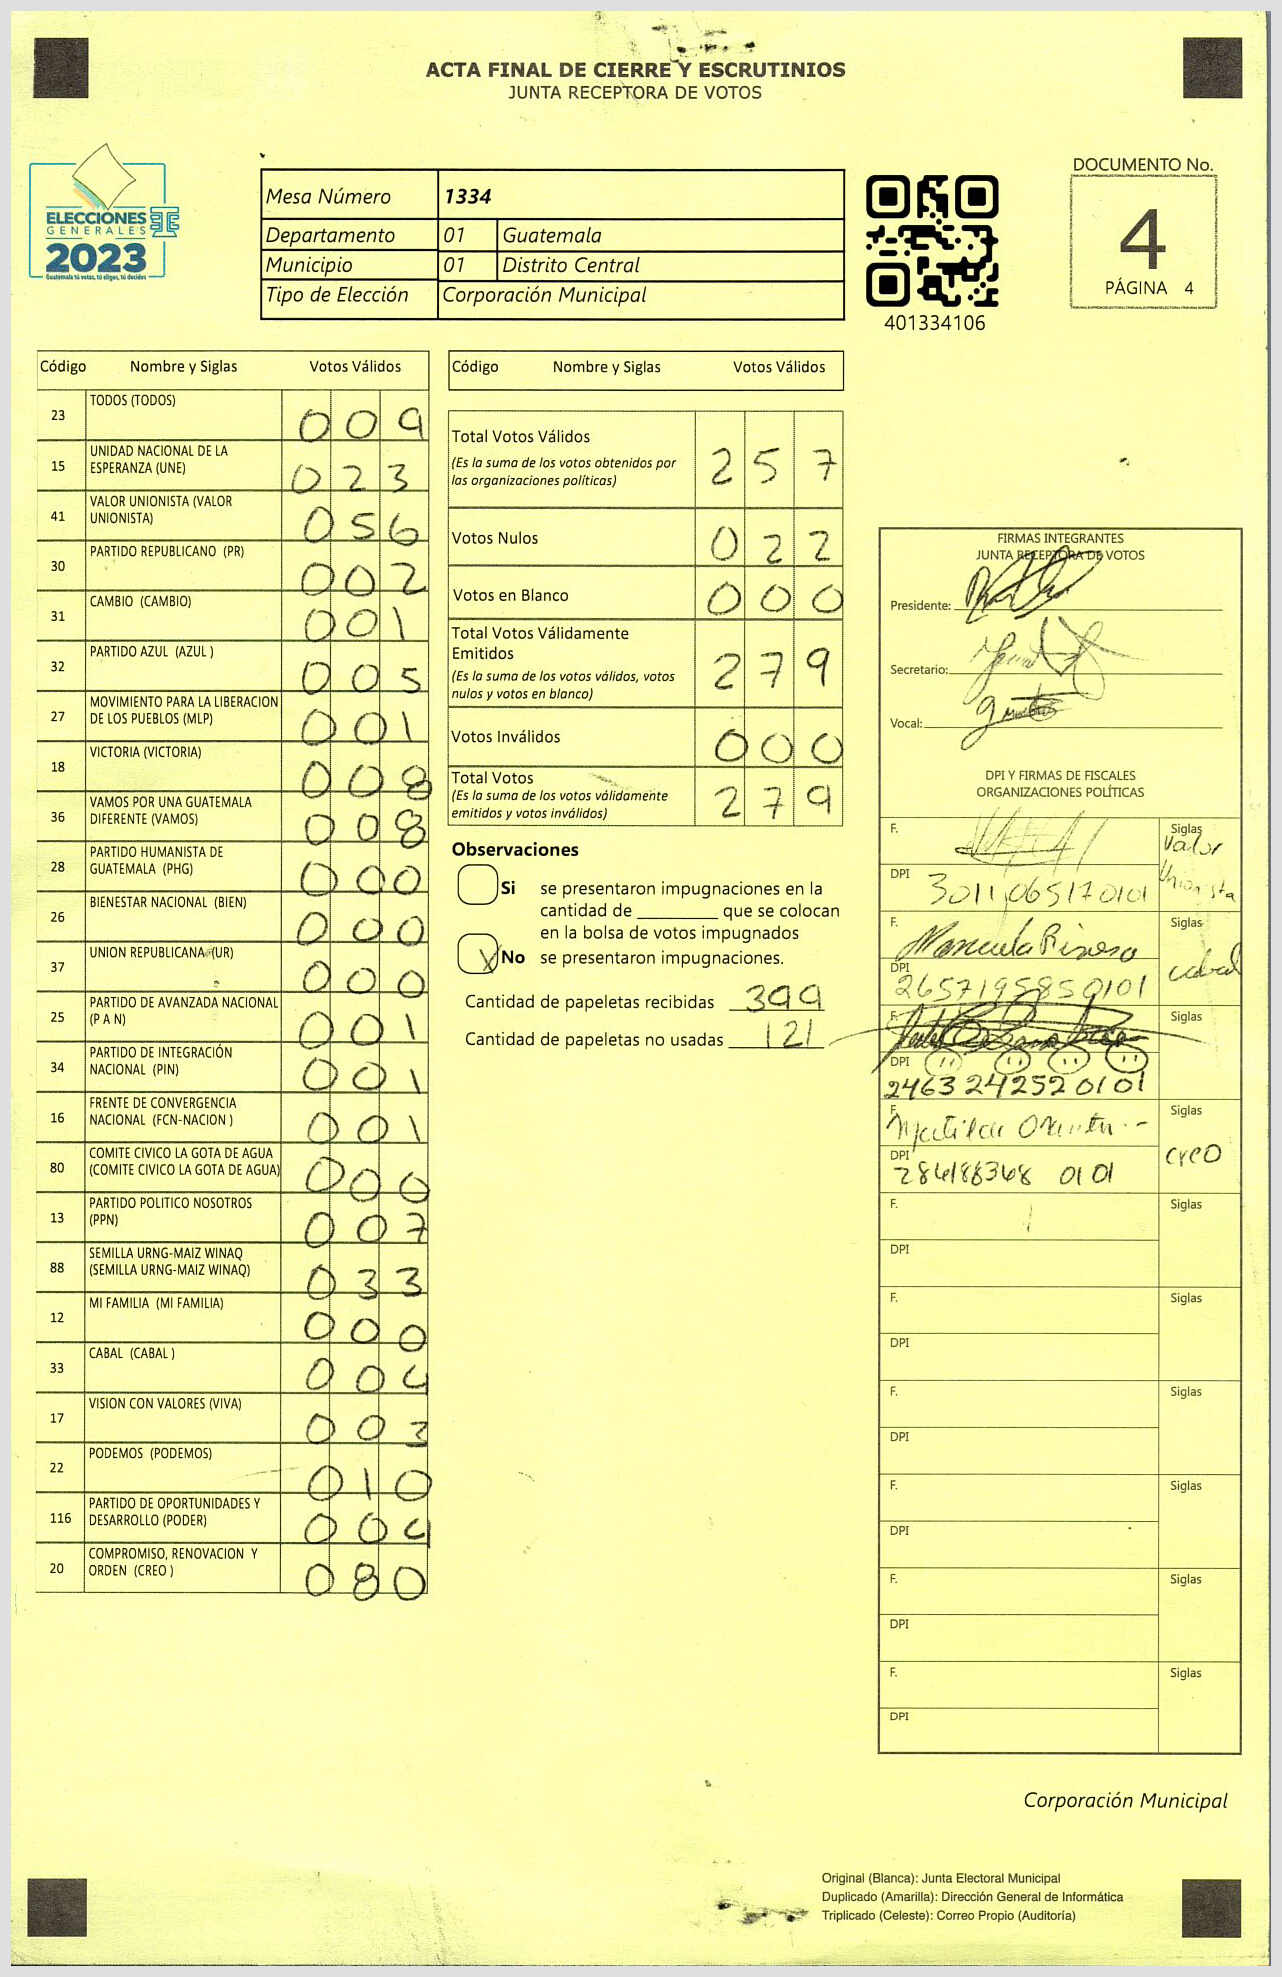 ACTA FINAL DE CIERRE Y ESCRUTINIOS
JUNTA RECEPTORA DE VOTOS
ELECCIONES
GENERALES
2023
Guatemala tú votas, tú eliges, tú decides
Mesa Número 1334
Departamento 01 Guatemala
Municipio 01 Distrito Central
Tipo de Elección Corporación Municipal
401334106
DOCUMENTO No.
4
PÁGINA 4
Código Nombre y Siglas Votos Válidos
23 TODOS (TODOS) 009
15 UNIDAD NACIONAL DE LA
ESPERANZA (UNE) 023
41 VALOR UNIONISTA (VALOR
UNIONISTA) 056
30 PARTIDO REPUBLICANO (PR) 002
31 CAMBIO (CAMBIO) 001
32 PARTIDO AZUL (AZUL ) 005
27 MOVIMIENTO PARA LA LIBERACION
DE LOS PUEBLOS (MLP) 001
18 VICTORIA (VICTORIA) 008
36 VAMOS POR UNA GUATEMALA
DIFERENTE (VAMOS) 008
28 PARTIDO HUMANISTA DE
GUATEMALA (PHG) 000
26 BIENESTAR NACIONAL (BIEN) 000
37 UNION REPUBLICANA (UR) 000
25 PARTIDO DE AVANZADA NACIONAL
(P A N) 001
34 PARTIDO DE INTEGRACIÓN
NACIONAL (PIN) 001
16 FRENTE DE CONVERGENCIA
NACIONAL (FCN-NACION ) 001
80 COMITE CIVICO LA GOTA DE AGUA
(COMITE CIVICO LA GOTA DE AGUA) 000
13 PARTIDO POLITICO NOSOTROS
(PPN) 007
88 SEMILLA URNG-MAIZ WINAQ
(SEMILLA URNG-MAIZ WINAQ) 033
12 MI FAMILIA (MI FAMILIA) 000
33 CABAL (CABAL ) 004
17 VISION CON VALORES (VIVA) 003
22 PODEMOS (PODEMOS) 010
116 PARTIDO DE OPORTUNIDADES Y
DESARROLLO (PODER) 004
20 COMPROMISO, RENOVACION Y
ORDEN (CREO ) 080
Código Nombre y Siglas Votos Válidos
Total Votos Válidos 257
(Es la suma de los votos obtenidos por
las organizaciones políticas)
Votos Nulos 022
Votos en Blanco 000
Total Votos Válidamente
Emitidos 279
(Es la suma de los votos válidos, votos
nulos y votos en blanco)
Votos Inválidos 000
Total Votos 279
(Es la suma de los votos válidamente
emitidos y votos inválidos)
Observaciones
Si se presentaron impugnaciones en la
cantidad de ________ que se colocan
en la bolsa de votos impugnados
X No se presentaron impugnaciones.
Cantidad de papeletas recibidas 399
Cantidad de papeletas no usadas 121
FIRMAS INTEGRANTES
JUNTA RECEPTORA DE VOTOS
Presidente:
Secretario:
Vocal:
DPI Y FIRMAS DE FISCALES
ORGANIZACIONES POLÍTICAS
F. Siglas
Valor
Unionista
DPI 3011065170101
F. Manuela Siglas
cabal
DPI 2657195850101
F. Siglas
DPI 2463 24252 0101
F. Matilde Siglas
creo
DPI 284188368 0101
F. Siglas
DPI
F. Siglas
DPI
F. Siglas
DPI
F. Siglas
DPI
F. Siglas
DPI
F. Siglas
DPI
Corporación Municipal
Original (Blanca): Junta Electoral Municipal
Duplicado (Amarilla): Dirección General de Informática
Triplicado (Celeste): Correo Propio (Auditoría)